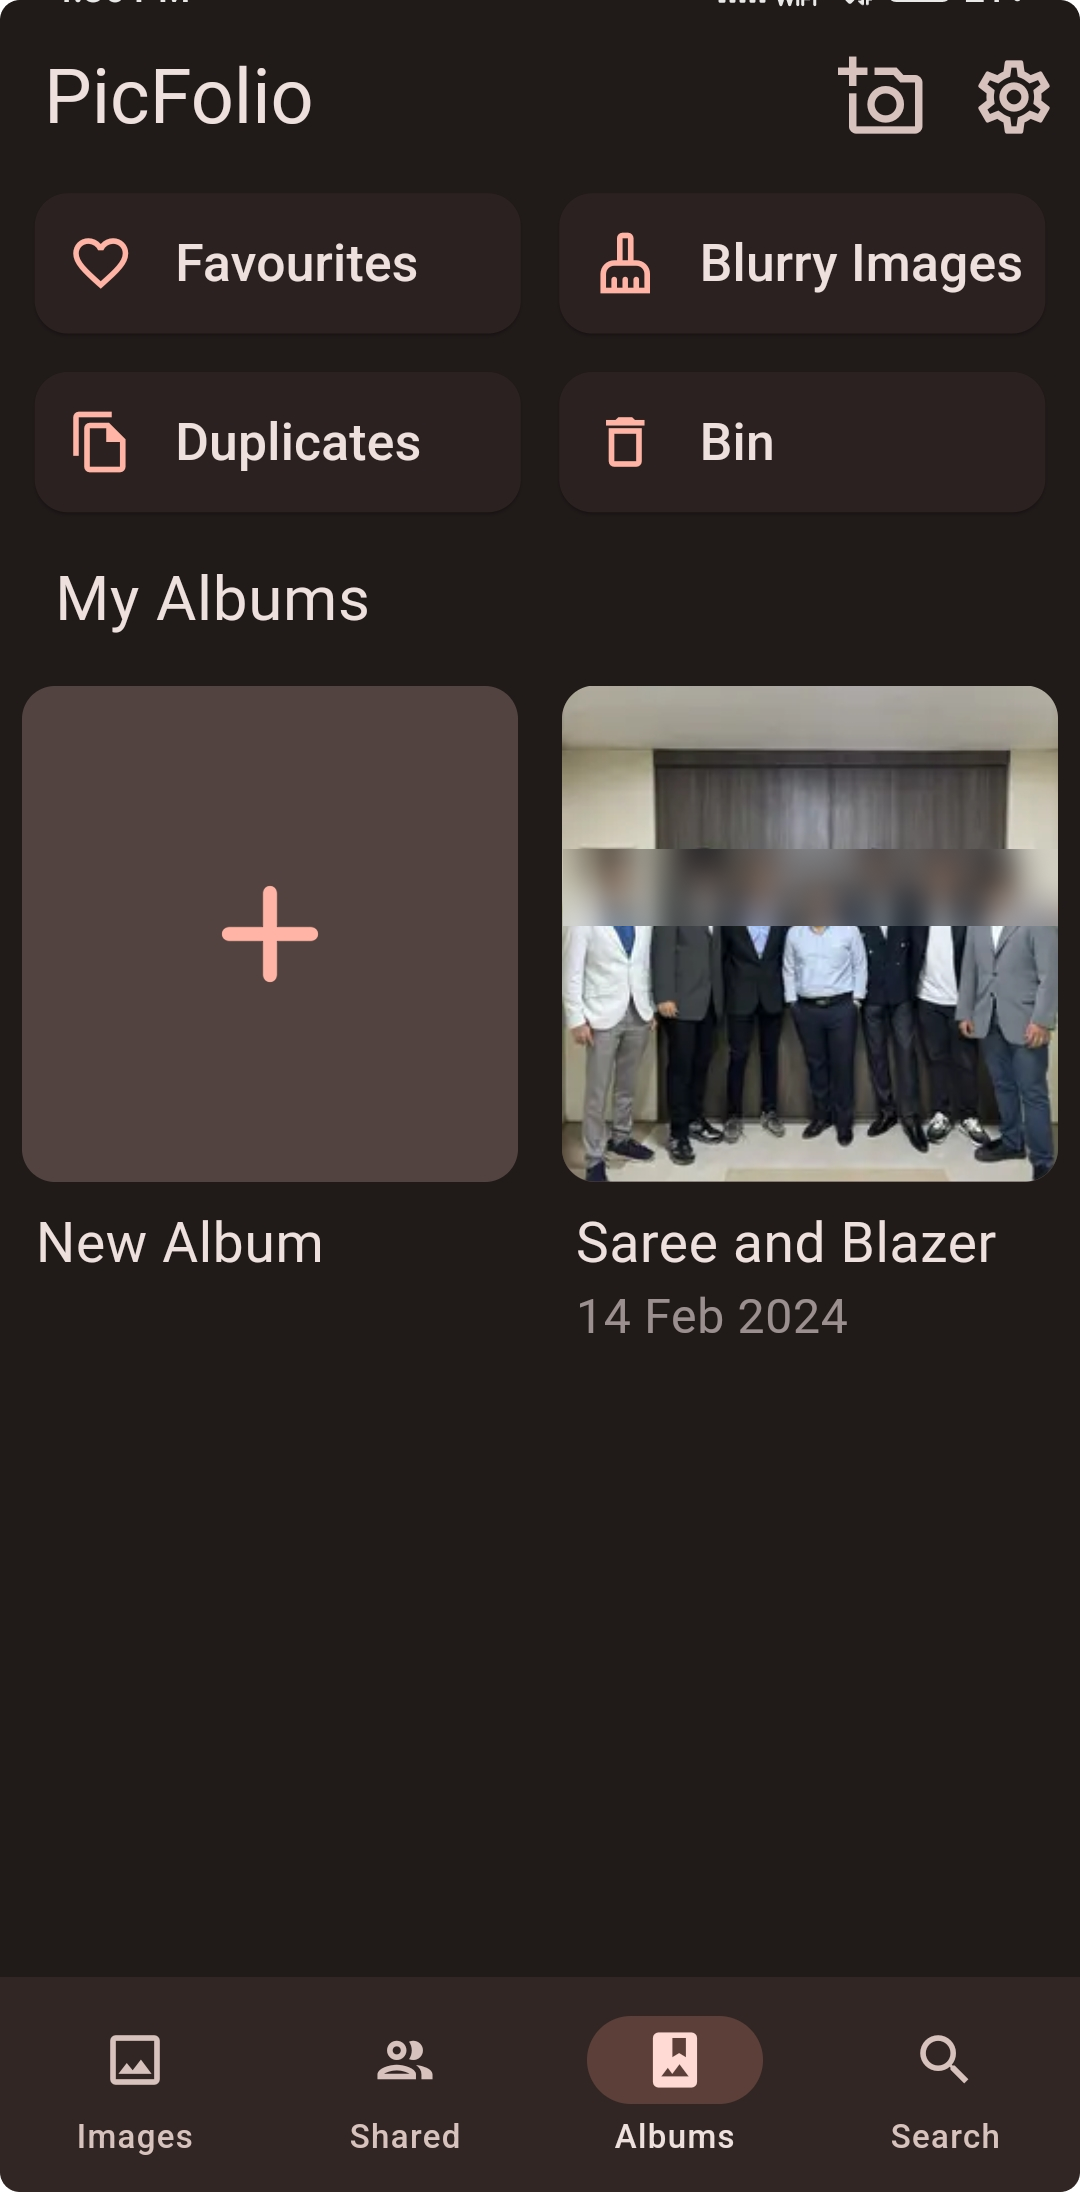 PicFolio
Favourites
Blurry Images
Duplicates
Bin
My Albums
New Album
Saree and Blazer
14 Feb 2024
Images
Shared
Albums
Search